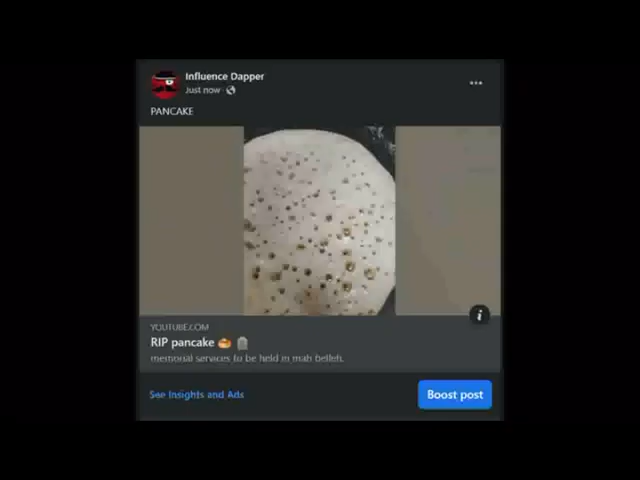 Influence Dapper
Just now
PANCAKE
YOUTUBE.COM
RIP pancake
memorial services to be held in mah belleh.
See Insights and Ads
Boost post